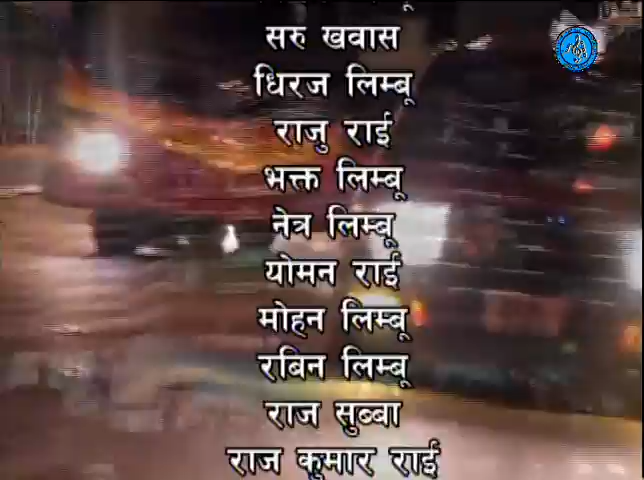 सरु खवास
धिरज लिम्बू
राजु राई
भक्त लिम्बू
नेत्र लिम्बू
योमन राई
मोहन लिम्बू
रबिन लिम्बू
राज सुब्बा
राज कुमार राई